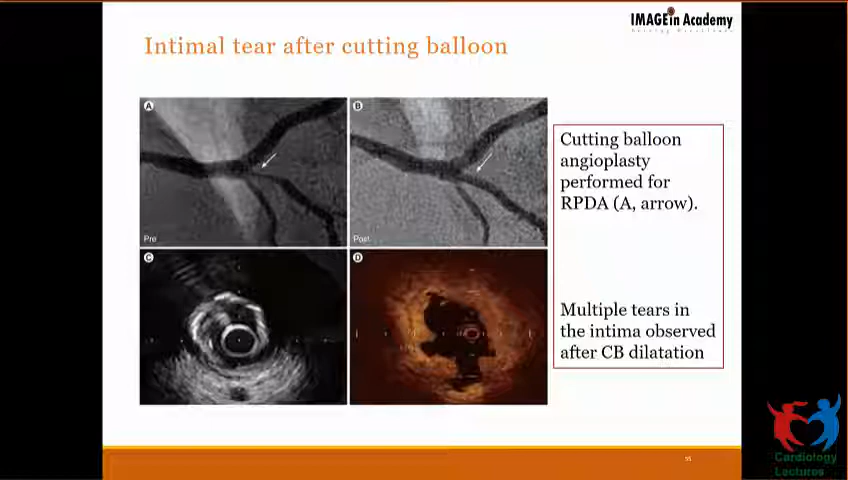 IMAGEin Academy
Intimal tear after cutting balloon
A
B
Pre
Post
C
D
Cutting balloon
angioplasty
performed for
RPDA (A, arrow).
Multiple tears in
the intima observed
after CB dilatation
Cardiology
Lectures